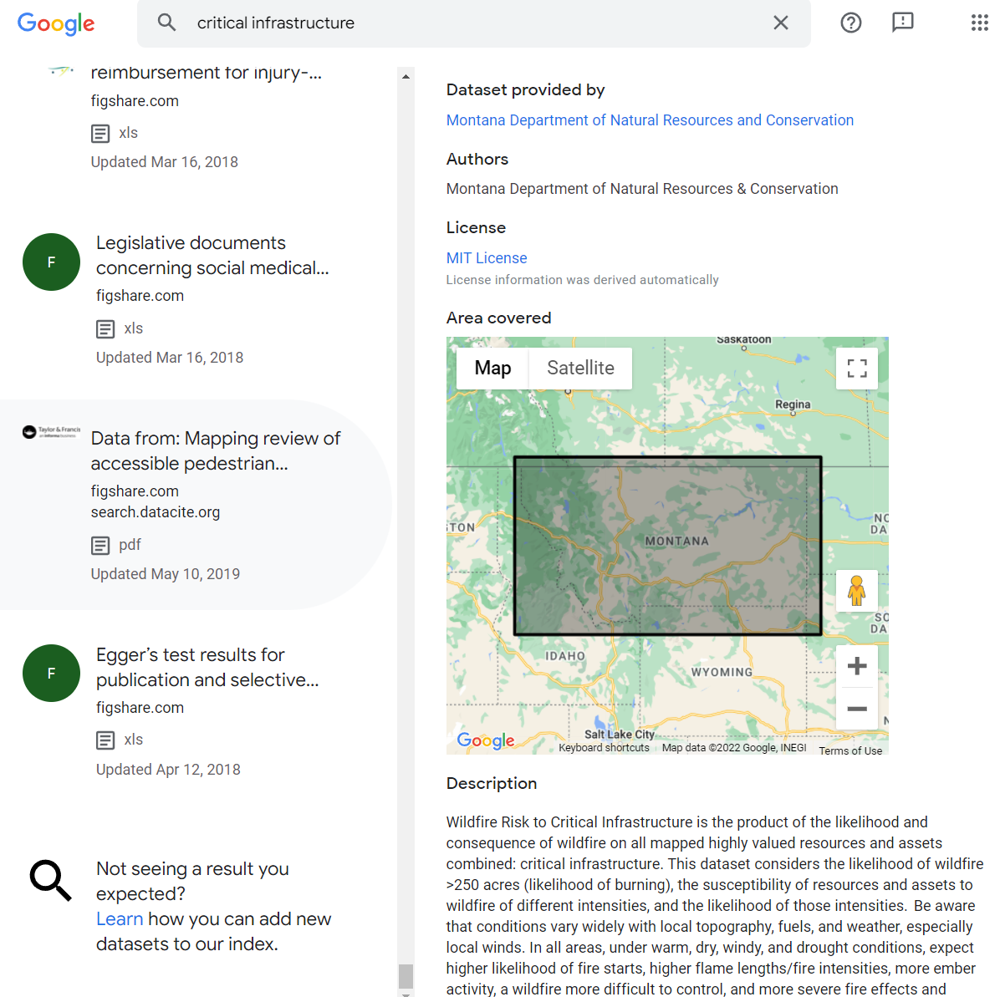 Google
critical infrastructure
reimbursement for injury-...
figshare.com
xls
Updated Mar 16, 2018
F
Legislative documents
concerning social medical...
figshare.com
xls
Updated Mar 16, 2018
Taylor & Francis
an informa business
Data from: Mapping review of
accessible pedestrian...
figshare.com
search.datacite.org
pdf
Updated May 10, 2019
F
Egger’s test results for
publication and selective...
figshare.com
xls
Updated Apr 12, 2018
Not seeing a result you
expected?
Learn how you can add new
datasets to our index.
Dataset provided by
Montana Department of Natural Resources and Conservation
Authors
Montana Department of Natural Resources & Conservation
License
MIT License
License information was derived automatically
Area covered
Map Satellite
Saskatoon
Regina
TON
NO
DA
MONTANA
SO
DA
IDAHO
WYOMING
N
Salt Lake City
Google
Keyboard shortcuts Map data ©2022 Google, INEGI Terms of Use
Description
Wildfire Risk to Critical Infrastructure is the product of the likelihood and
consequence of wildfire on all mapped highly valued resources and assets
combined: critical infrastructure. This dataset considers the likelihood of wildfire
>250 acres (likelihood of burning), the susceptibility of resources and assets to
wildfire of different intensities, and the likelihood of those intensities. Be aware
that conditions vary widely with local topography, fuels, and weather, especially
local winds. In all areas, under warm, dry, windy, and drought conditions, expect
higher likelihood of fire starts, higher flame lengths/fire intensities, more ember
activity, a wildfire more difficult to control, and more severe fire effects and